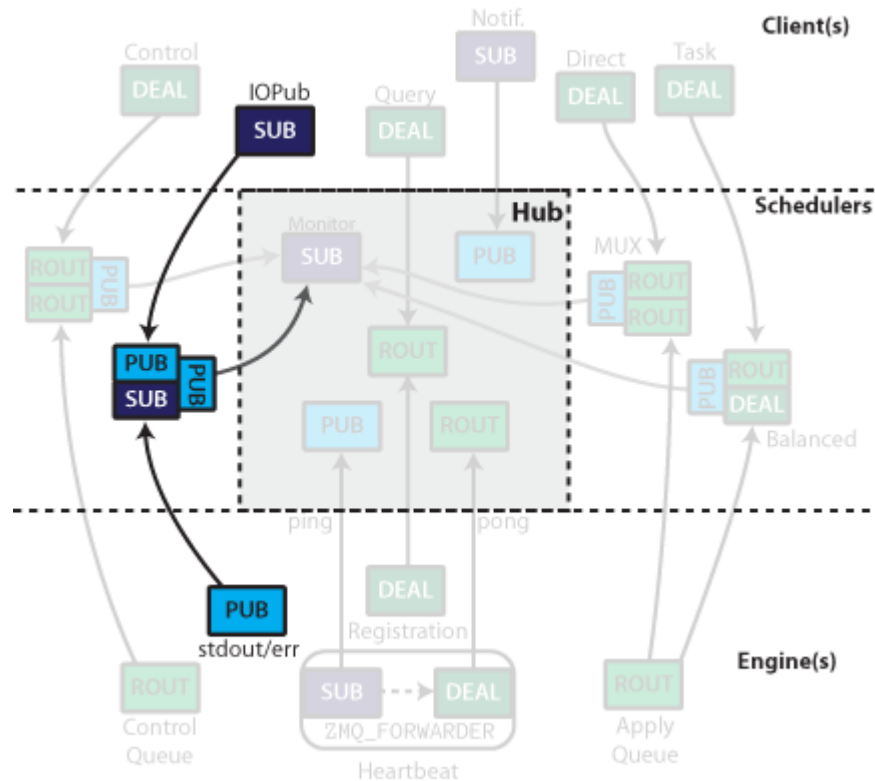 Notif.
Client(s)
Control
SUB
Direct
Task
DEAL
IOPub
Query
DEAL
DEAL
SUB
DEAL
Hub
Schedulers
Monitor
SUB
PUB
MUX
ROUT
ROUT
PUB
PUB
ROUT
ROUT
PUB
SUB
PUB
ROUT
PUB
ROUT
DEAL
PUB
ROUT
Balanced
ping
pong
PUB
stdout/err
DEAL
Registration
Engine(s)
ROUT
Control
Queue
SUB
DEAL
ZMQ_FORWARDER
Heartbeat
ROUT
Apply
Queue